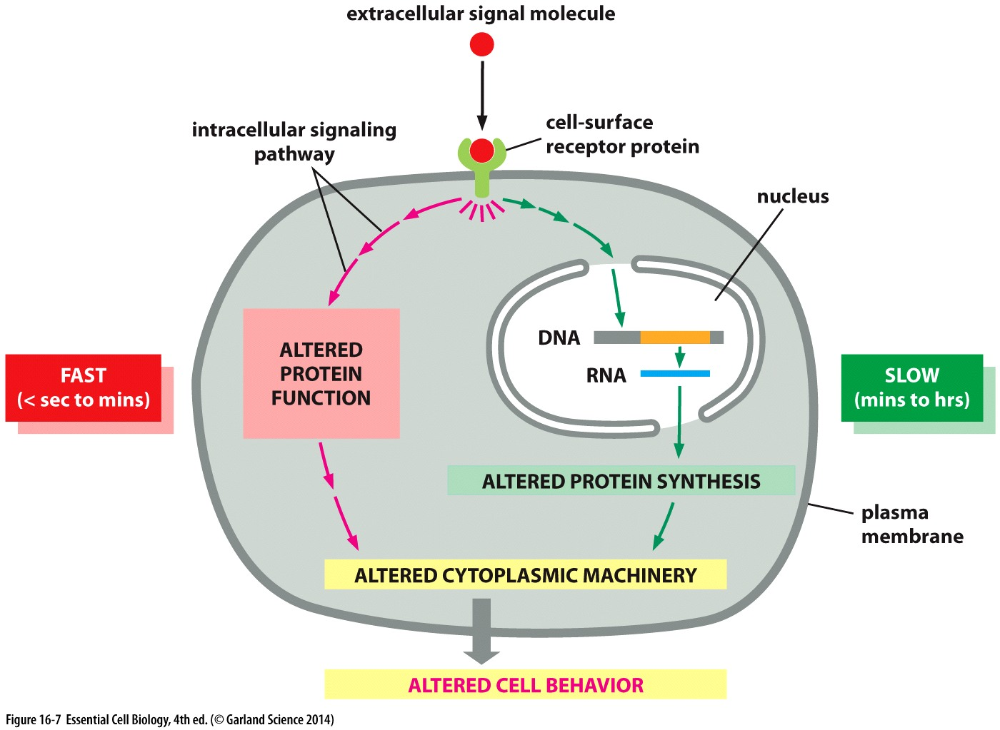 extracellular signal molecule
cell-surface
receptor protein
intracellular signaling
pathway
nucleus
DNA
RNA
ALTERED
PROTEIN
FUNCTION
FAST
(< sec to mins)
SLOW
(mins to hrs)
ALTERED PROTEIN SYNTHESIS
plasma
membrane
ALTERED CYTOPLASMIC MACHINERY
ALTERED CELL BEHAVIOR
Figure 16-7 Essential Cell Biology, 4th ed. (© Garland Science 2014)